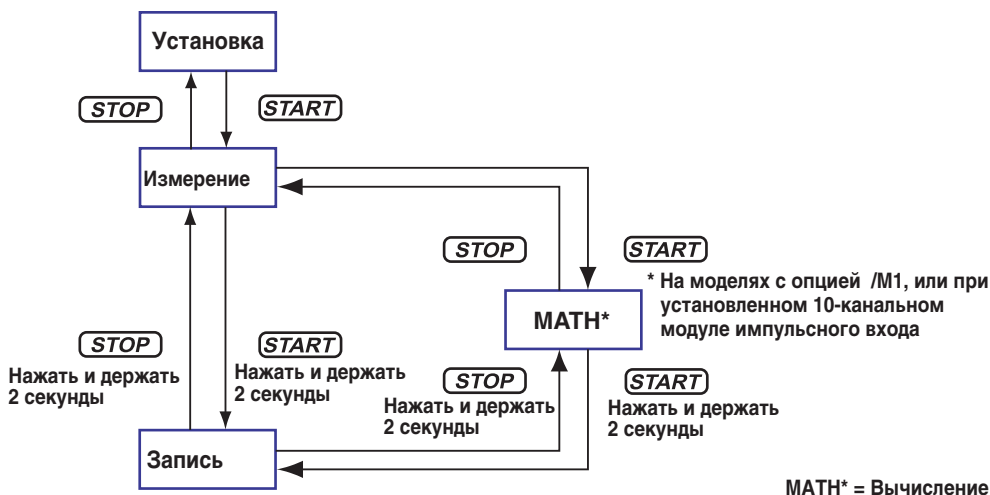 Установка
STOP
START
Измерение
STOP
START
* На моделях с опцией /M1, или при
установленном 10-канальном
модуле импульсного входа
MATH*
STOP
Нажать и держать
2 секунды
START
Нажать и держать
2 секунды
STOP
Нажать и держать
2 секунды
START
Нажать и держать
2 секунды
Запись
MATH* = Вычисление